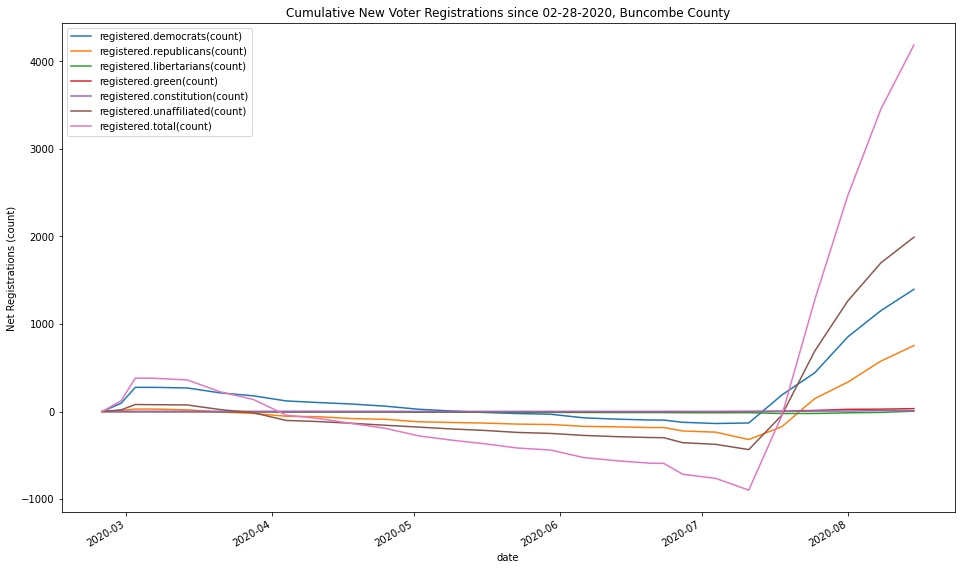 Cumulative New Voter Registrations since 02-28-2020, Buncombe County
registered.democrats(count)
registered.republicans(count)
registered.libertarians(count)
registered.green(count)
registered.constitution(count)
registered.unaffiliated(count)
registered.total(count)
Net Registrations (count)
4000
3000
2000
1000
0
−1000
2020-03
2020-04
2020-05
2020-06
2020-07
2020-08
date